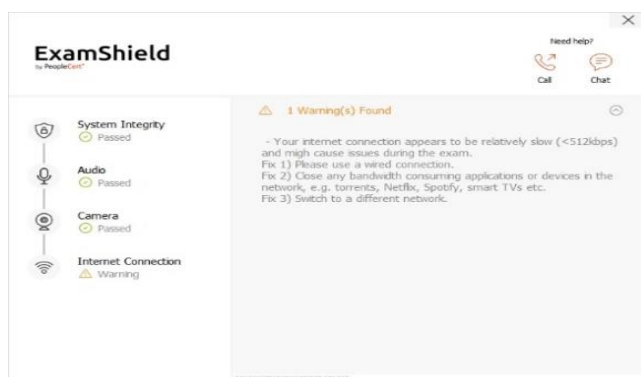 Need help?
ExamShield
by PeopleCert
Call
Chat
System Integrity
Passed
Audio
Passed
Camera
Passed
Internet Connection
Warning
1 Warning(s) Found
- Your internet connection appears to be relatively slow (<512kbps)
and migh cause issues during the exam.
Fix 1) Please use a wired connection.
Fix 2) Close any bandwidth consuming applications or devices in the
network, e.g. torrents, Netflix, Spotify, smart TVs etc.
Fix 3) Switch to a different network.